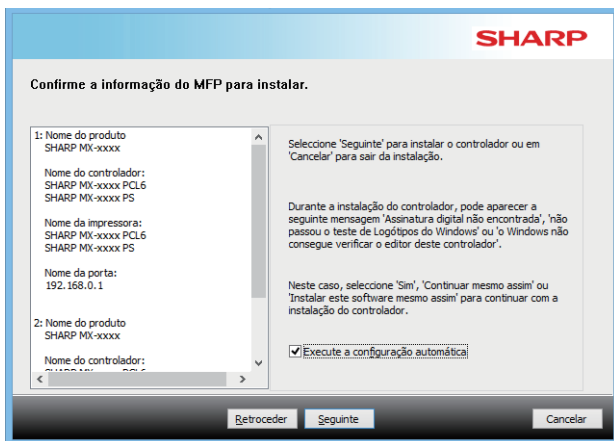 SHARP
Confirme a informação do MFP para instalar.
1: Nome do produto
SHARP MX-xxxx
Nome do controlador:
SHARP MX-xxxx PCL6
SHARP MX-xxxx PS
Nome da impressora:
SHARP MX-xxxx PCL6
SHARP MX-xxxx PS
Nome da porta:
192.168.0.1
2: Nome do produto
SHARP MX-xxxx
Nome do controlador:
Seleccione 'Seguinte' para instalar o controlador ou em
'Cancelar' para sair da instalação.
Durante a instalação do controlador, pode aparecer a
seguinte mensagem 'Assinatura digital não encontrada', 'não
passou o teste de Logótipos do Windows' ou 'o Windows não
consegue verificar o editor deste controlador'.
Neste caso, seleccione 'Sim', 'Continuar mesmo assim' ou
'Instalar este software mesmo assim' para continuar com a
instalação do controlador.
Execute a configuração automática
Retroceder
Seguinte
Cancelar